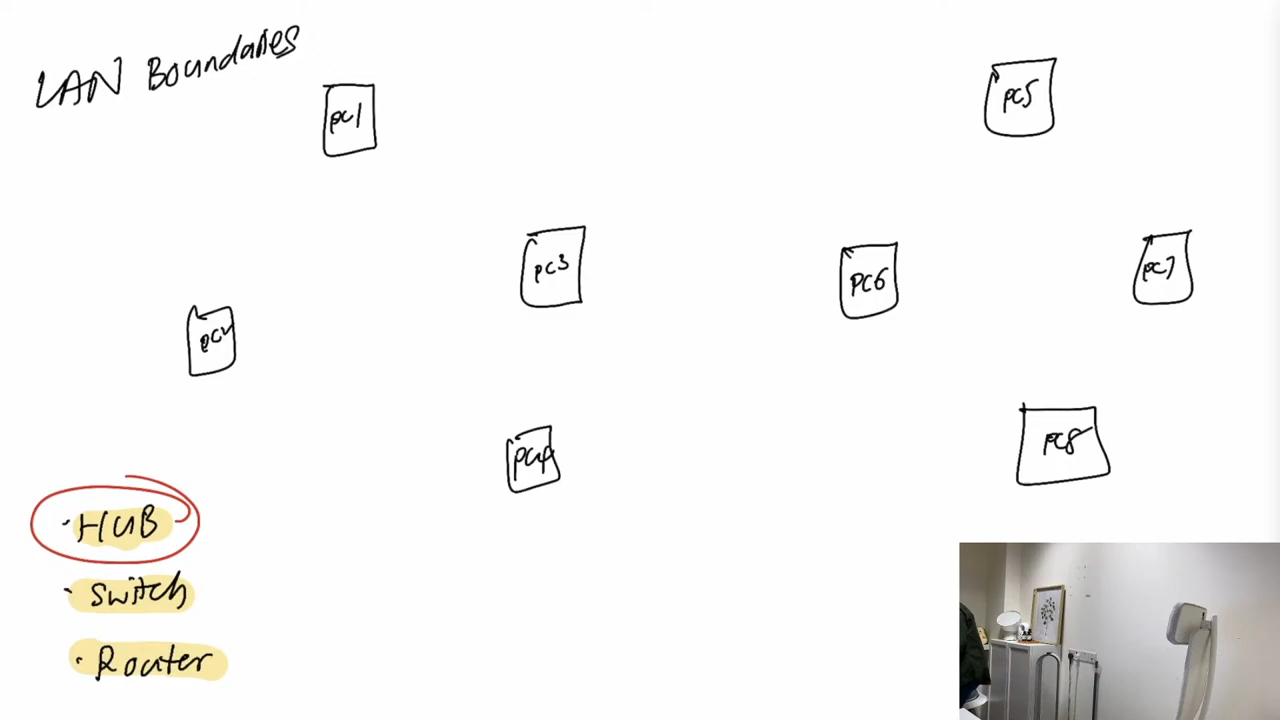 LAN Boundaries
pc1
pc5
pc3
pc6
pc7
pc2
pc4
pc8
• HUB
• Switch
• Router